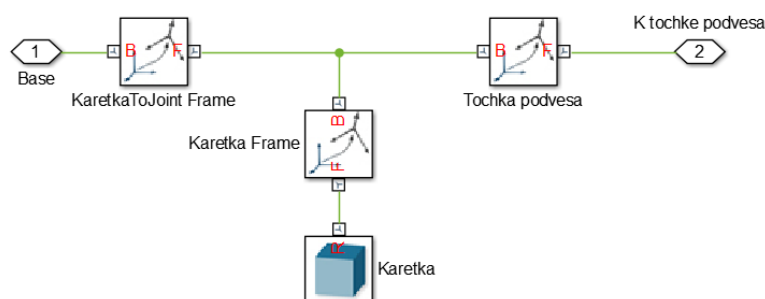 K tochke podvesa
1
B
F
B
F
2
Base
KaretkaToJoint Frame
Tochka podvesa
B
Karetka Frame
F
R
Karetka